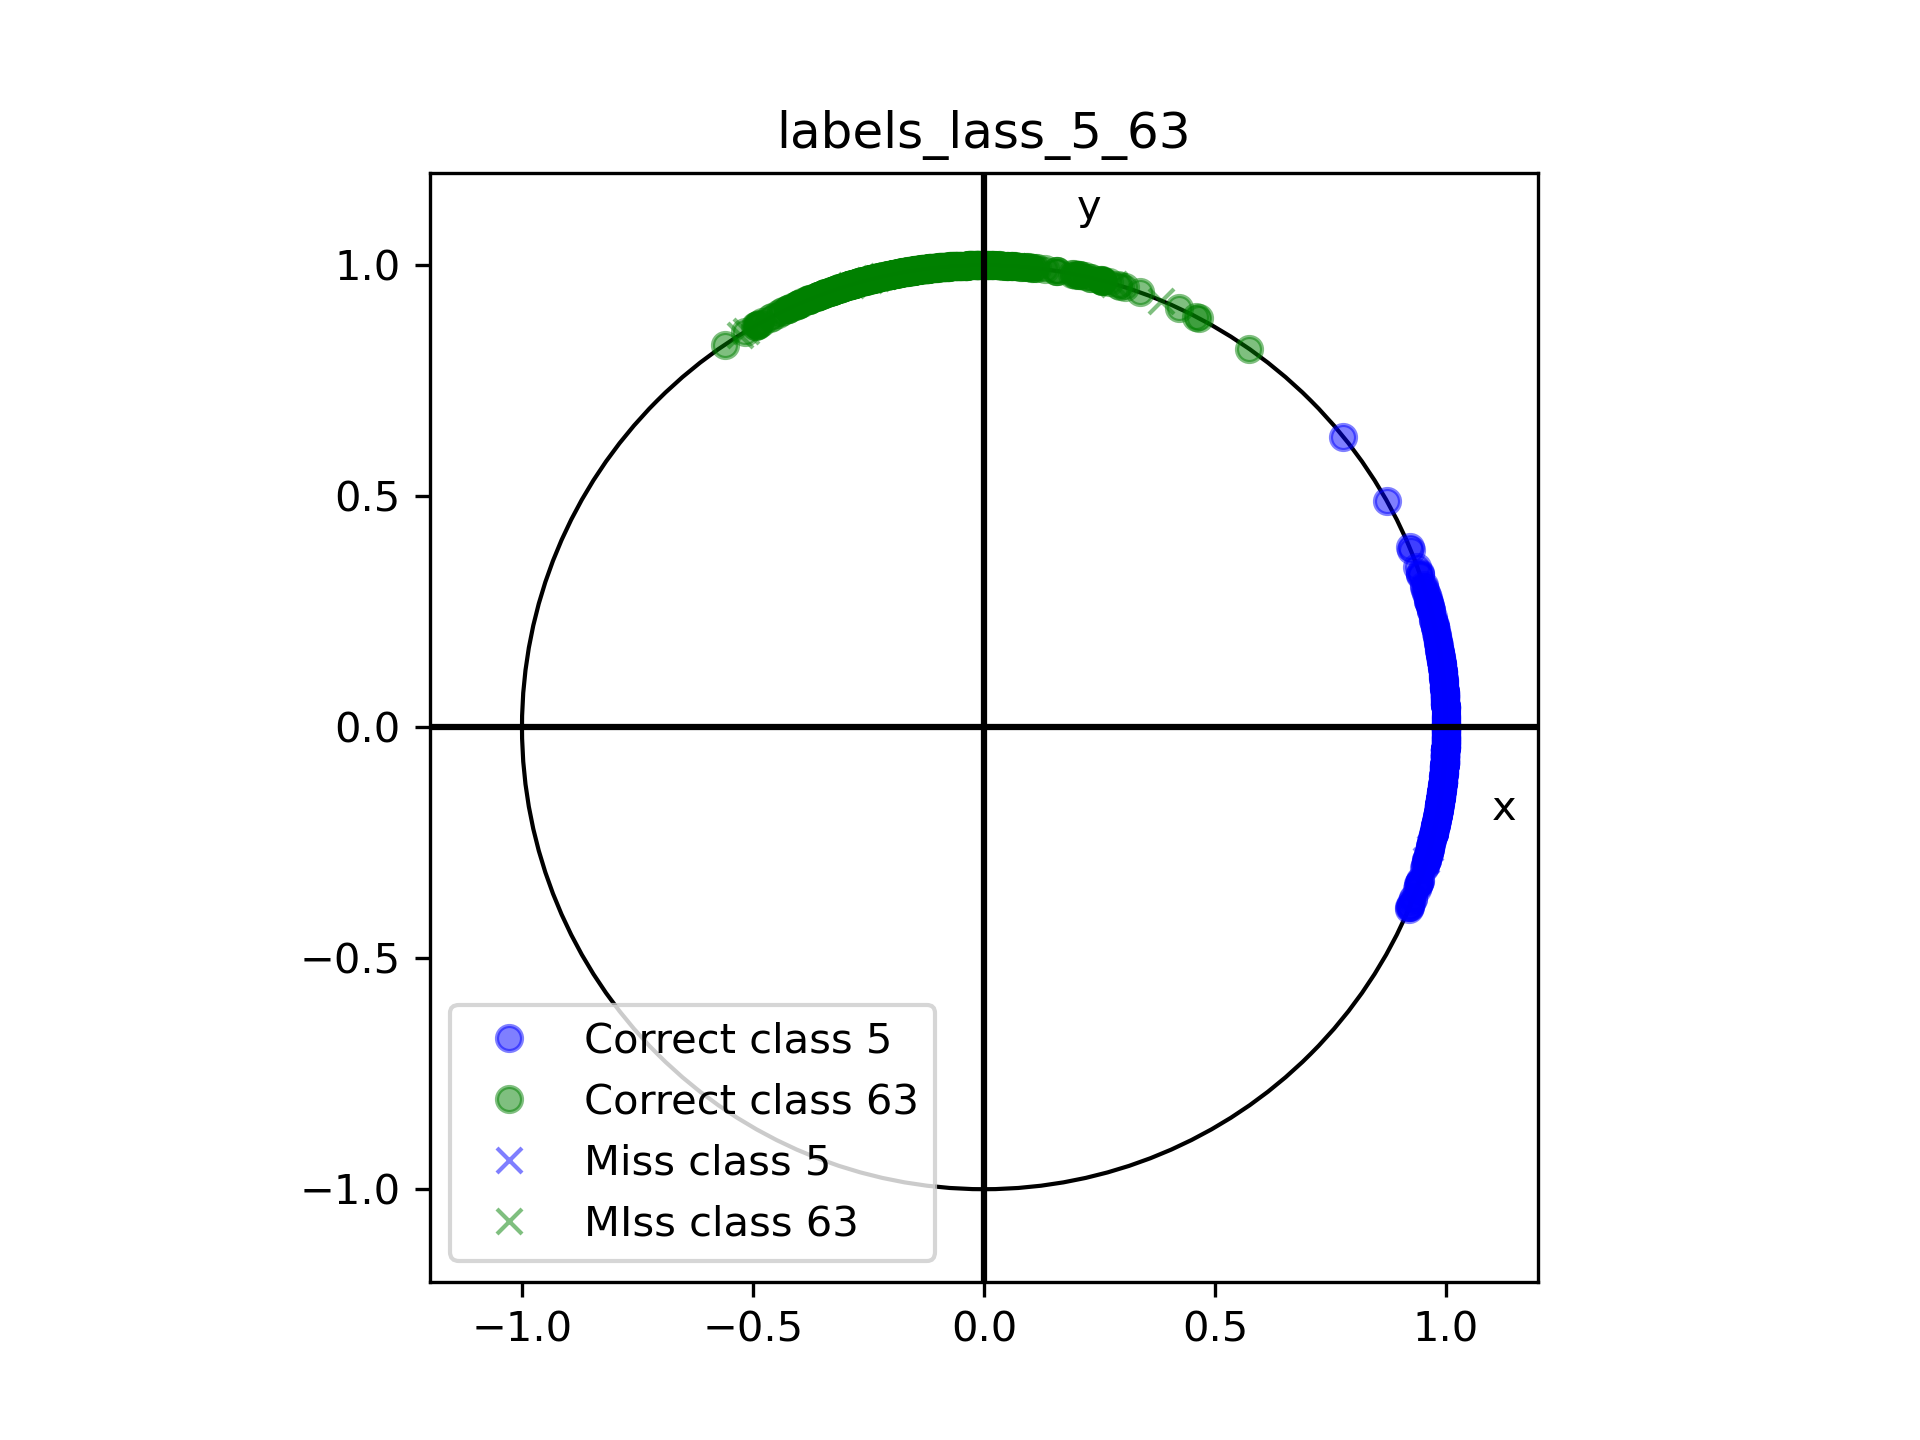 labels_lass_5_63
y
1.0
0.5
0.0
x
−0.5
−1.0
Correct class 5
Correct class 63
Miss class 5
MIss class 63
−1.0 −0.5 0.0 0.5 1.0